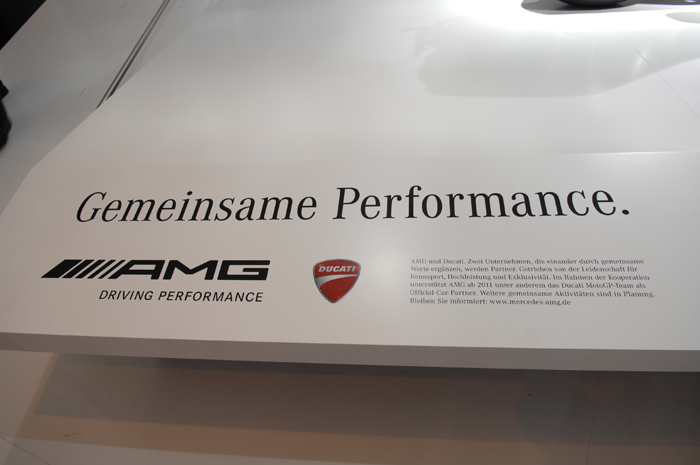 Gemeinsame Performance.
AMG
DRIVING PERFORMANCE
DUCATI
AMG und Ducati. Zwei Unternehmen, die einander durch gemeinsame
Werte ergänzen, werden Partner. Getrieben von der Leidenschaft für
Rennsport, Hochleistung und Exklusivität. Im Rahmen der Kooperation
unterstützt AMG ab 2011 unter anderem das Ducati MotoGP-Team als
Official-Car-Partner. Weitere gemeinsame Aktivitäten sind in Planung.
Bleiben Sie informiert: www.mercedes-amg.de